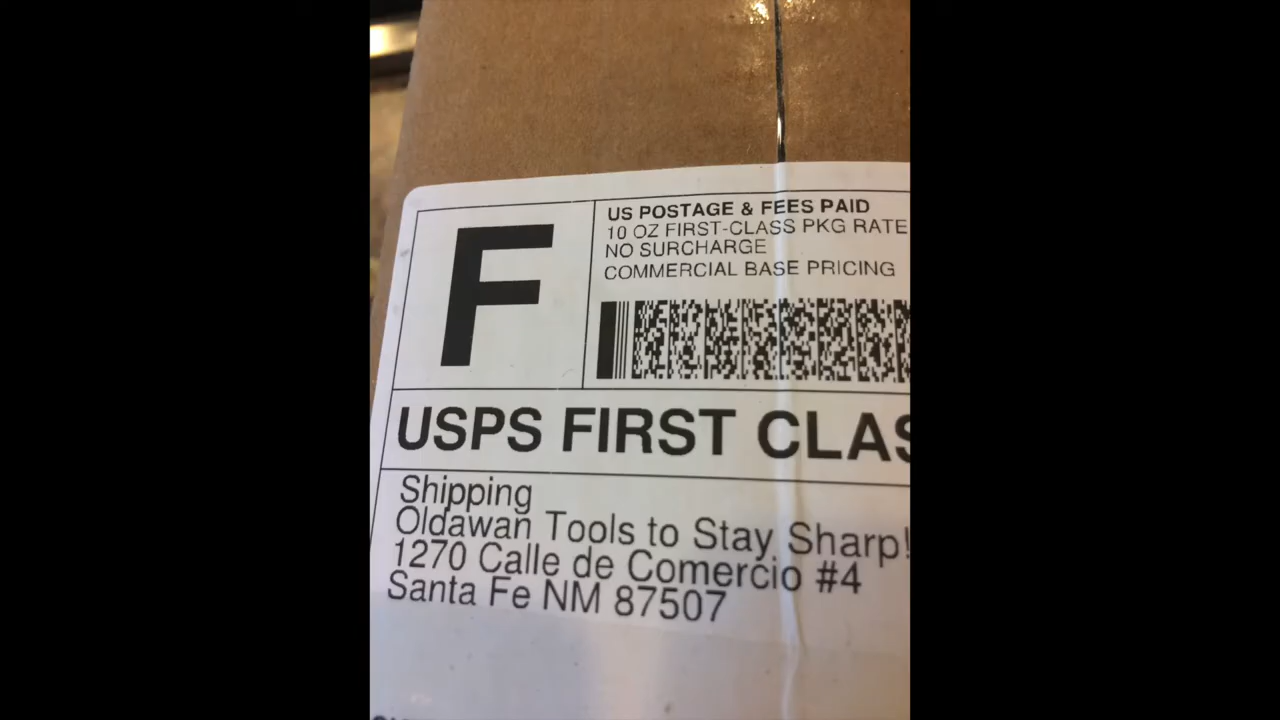 F
US POSTAGE & FEES PAID
10 OZ FIRST-CLASS PKG RATE
NO SURCHARGE
COMMERCIAL BASE PRICING
USPS FIRST CLAS
Shipping
Oldawan Tools to Stay Sharp!
1270 Calle de Comercio #4
Santa Fe NM 87507